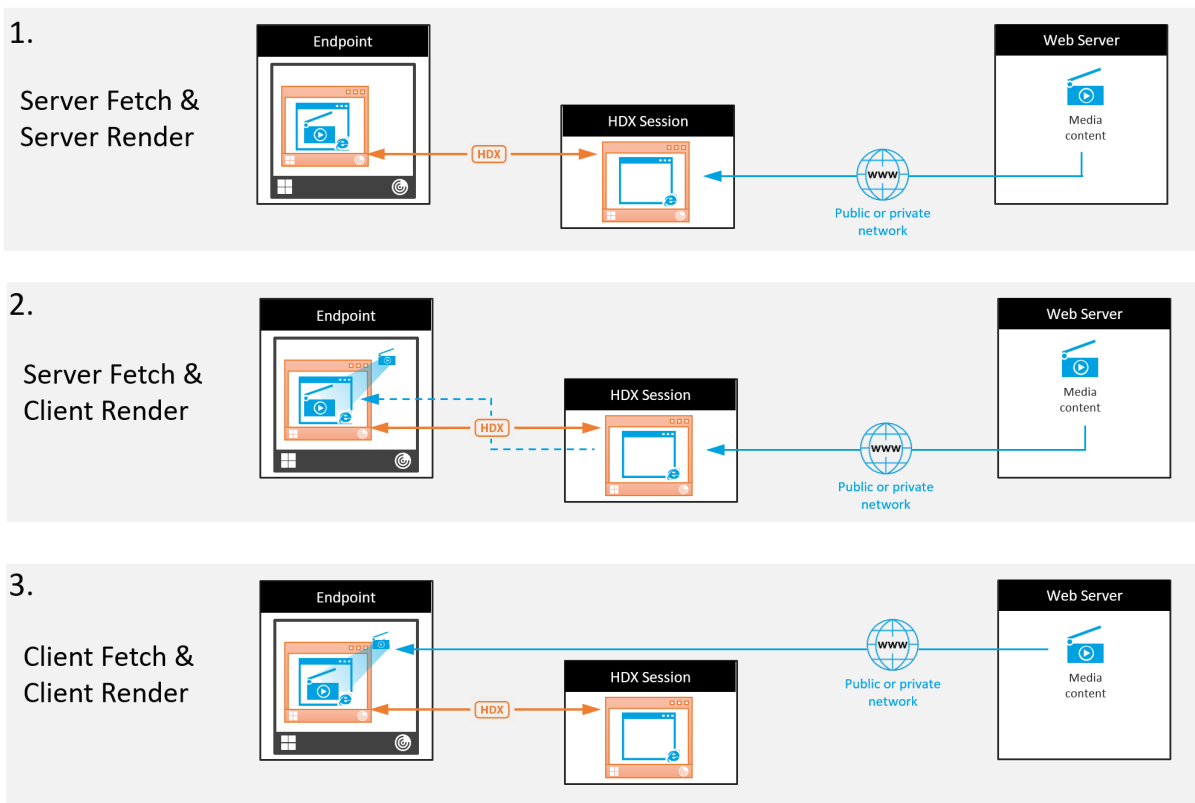 1.
Server Fetch &
Server Render
Endpoint
HDX
HDX Session
WWW
Public or private
network
Web Server
Media
content
2.
Server Fetch &
Client Render
Endpoint
HDX
HDX Session
WWW
Public or private
network
Web Server
Media
content
3.
Client Fetch &
Client Render
Endpoint
HDX
HDX Session
WWW
Public or private
network
Web Server
Media
content